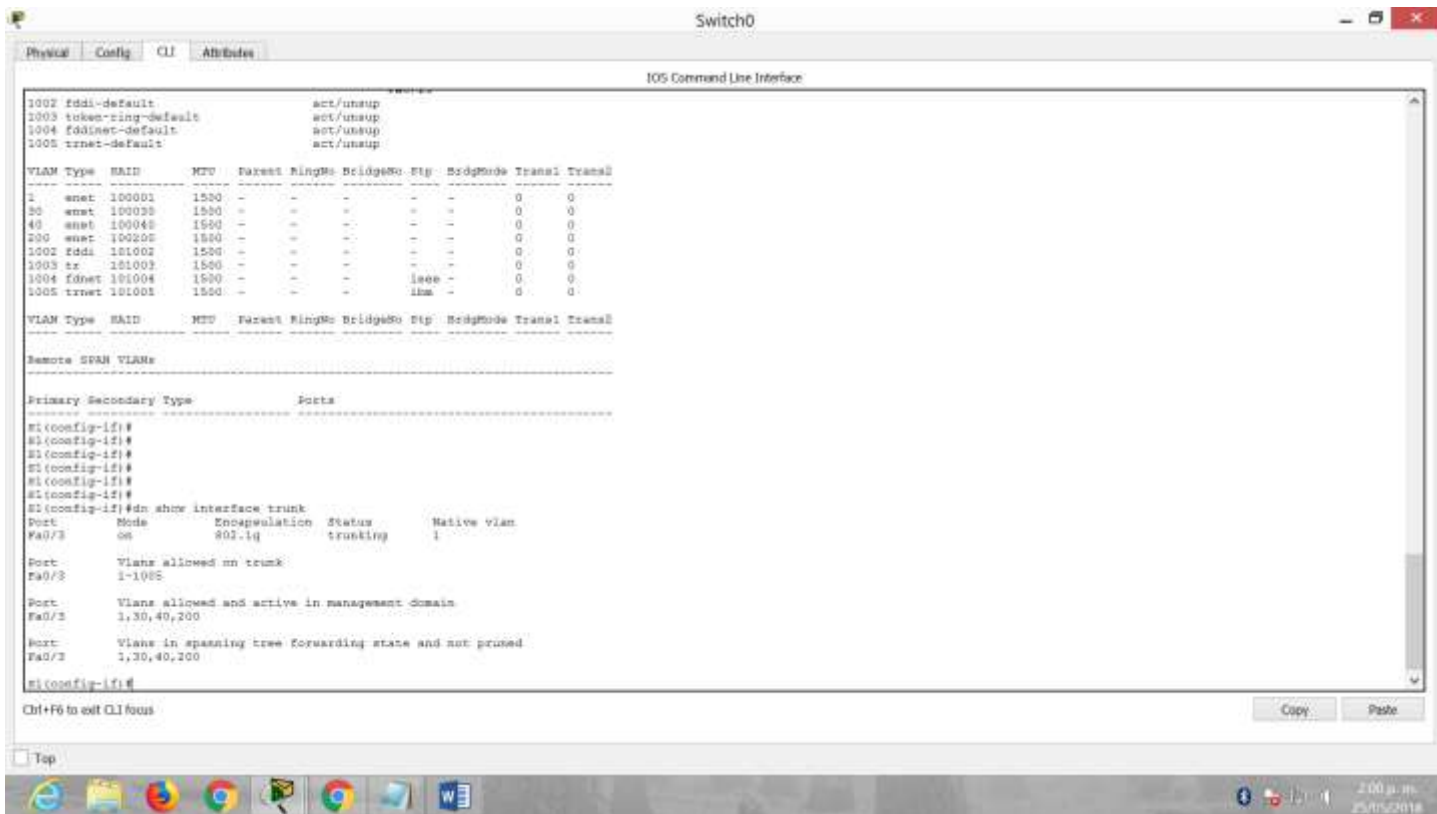 Switch0
Physical Config CLI Attributes
IOS Command Line Interface
1002 fddi-default act/unsup
1003 token-ring-default act/unsup
1004 fddinet-default act/unsup
1005 trnet-default act/unsup
VLAN Type SAID MTU Parent RingNo BridgeNo Stp BrdgMode Trans1 Trans2
---- ----- ---------- ----- ------ ------ -------- ---- -------- ------ ------
1 enet 100001 1500 - - - - - 0 0
30 enet 100030 1500 - - - - - 0 0
40 enet 100040 1500 - - - - - 0 0
200 enet 100200 1500 - - - - - 0 0
1002 fddi 101002 1500 - - - - - 0 0
1003 tr 101003 1500 - - - - - 0 0
1004 fdnet 101004 1500 - - - ieee - 0 0
1005 trnet 101005 1500 - - - ibm - 0 0
VLAN Type SAID MTU Parent RingNo BridgeNo Stp BrdgMode Trans1 Trans2
---- ----- ---------- ----- ------ ------ -------- ---- -------- ------ ------
Remote SPAN VLANs
------------------------------------------------------------------------------
Primary Secondary Type Ports
------- --------- ----------------- ------------------------------------------
S1(config-if)#
S1(config-if)#
S1(config-if)#
S1(config-if)#
S1(config-if)#
S1(config-if)#
S1(config-if)#do show interface trunk
Port Mode Encapsulation Status Native vlan
Fa0/3 on 802.1q trunking 1
Port Vlans allowed on trunk
Fa0/3 1-1005
Port Vlans allowed and active in management domain
Fa0/3 1,30,40,200
Port Vlans in spanning tree forwarding state and not pruned
Fa0/3 1,30,40,200
S1(config-if)#
Ctrl+F6 to exit CLI focus
Copy Paste
Top
2:00 p. m.
25/05/2018